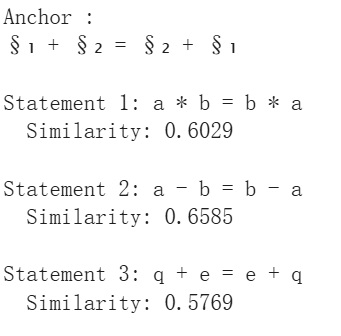 Anchor :
§₁ + §₂ = §₂ + §₁
Statement 1: a * b = b * a
Similarity: 0.6029
Statement 2: a - b = b - a
Similarity: 0.6585
Statement 3: q + e = e + q
Similarity: 0.5769